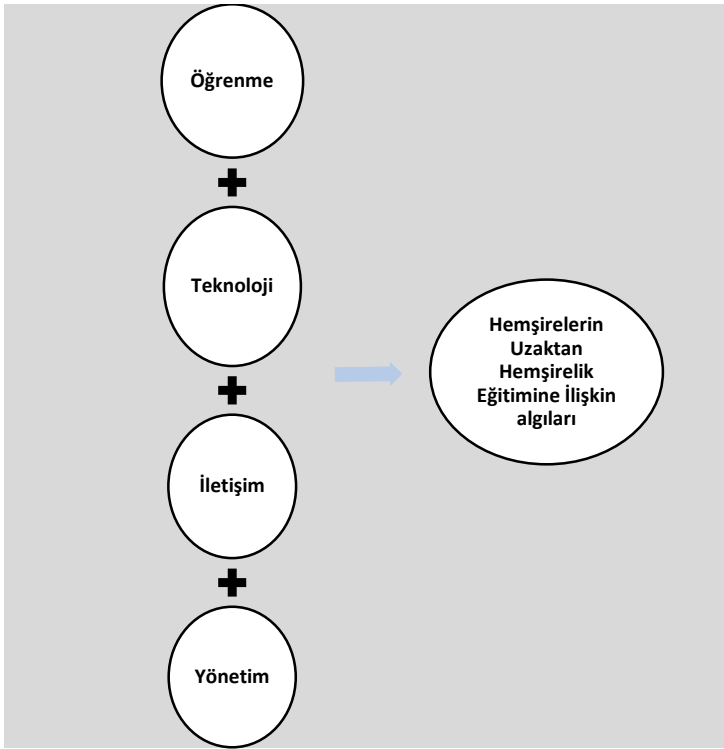 Öğrenme
Teknoloji
İletişim
Yönetim
Hemşirelerin
Uzaktan
Hemşirelik
Eğitimine İlişkin
algıları